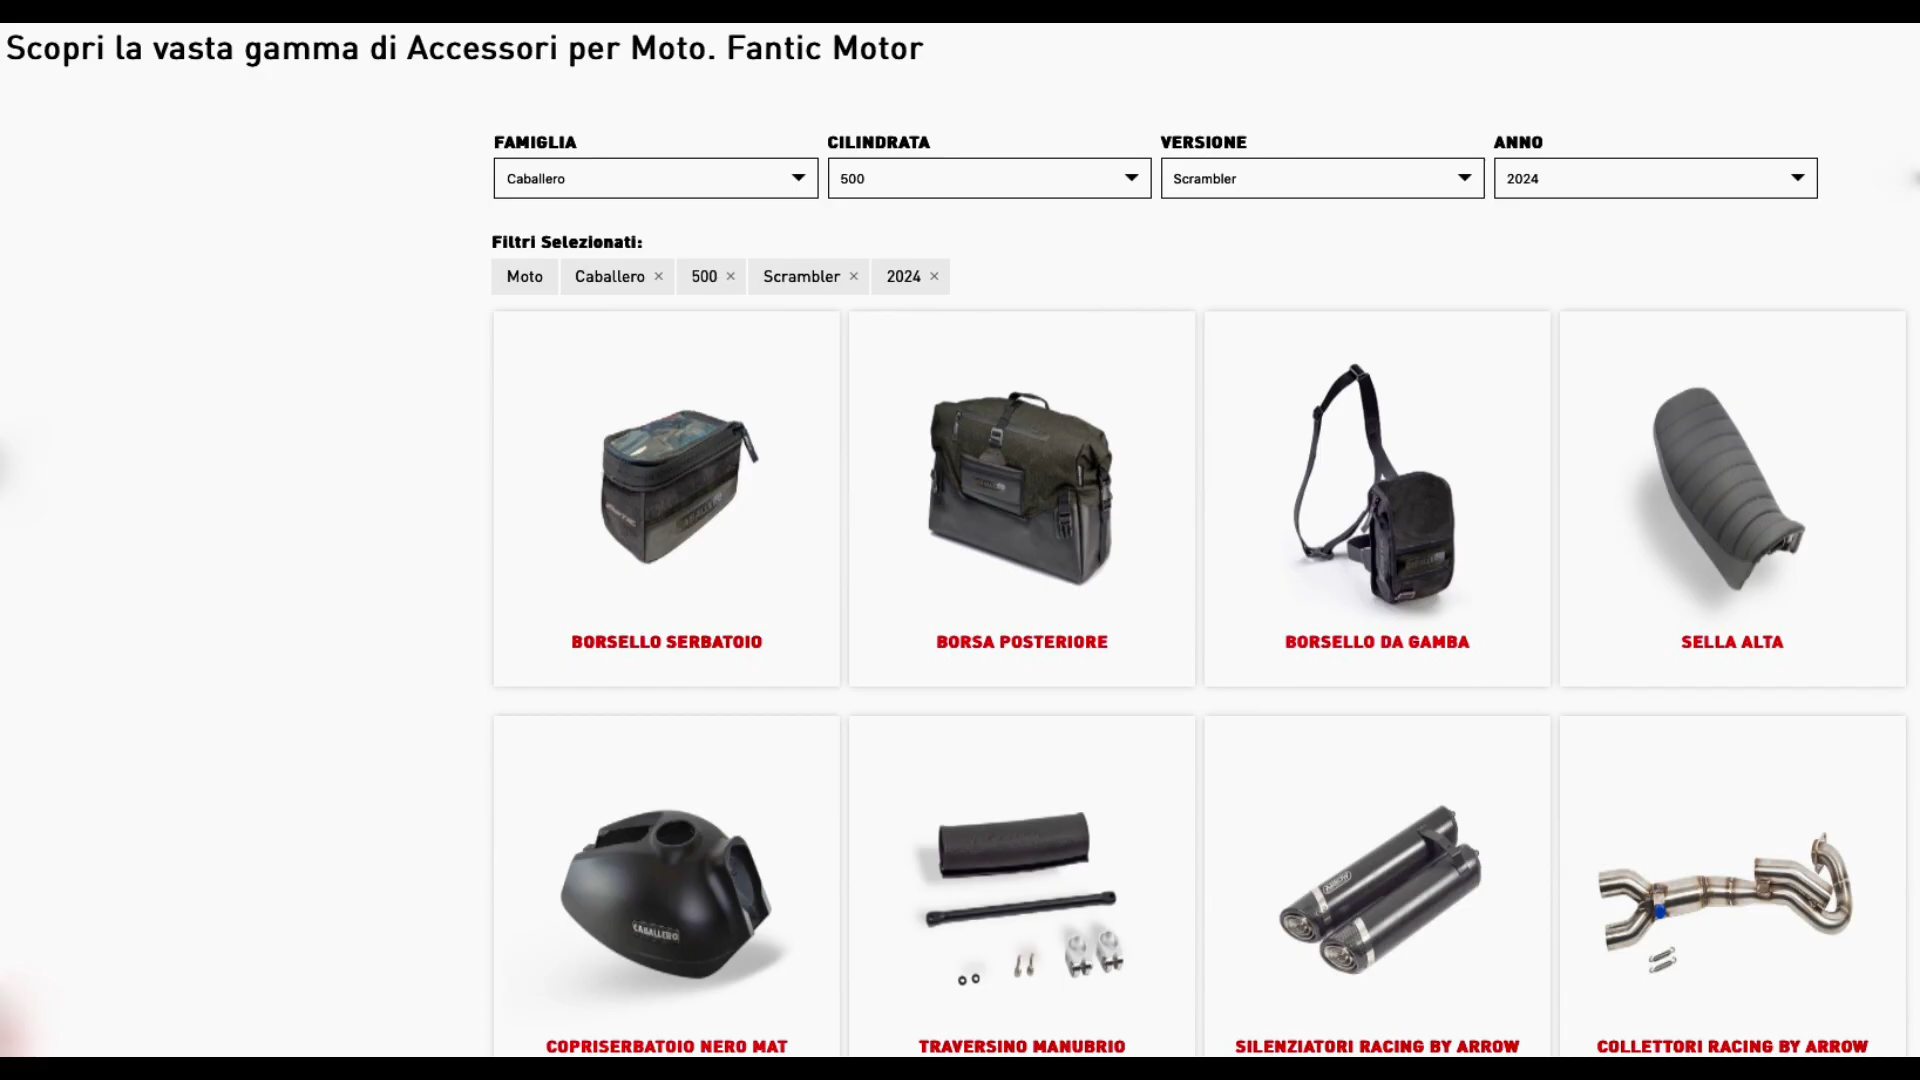 Scopri la vasta gamma di Accessori per Moto. Fantic Motor
FAMIGLIA
CILINDRATA
VERSIONE
ANNO
Caballero
500
Scrambler
2024
Filtri Selezionati:
Moto
Caballero ×
500 ×
Scrambler ×
2024 ×
BORSELLO SERBATOIO
BORSA POSTERIORE
BORSELLO DA GAMBA
SELLA ALTA
CABALLERO
ARROW
COPRISERBATOIO NERO MAT
TRAVERSINO MANUBRIO
SILENZIATORI RACING BY ARROW
COLLETTORI RACING BY ARROW